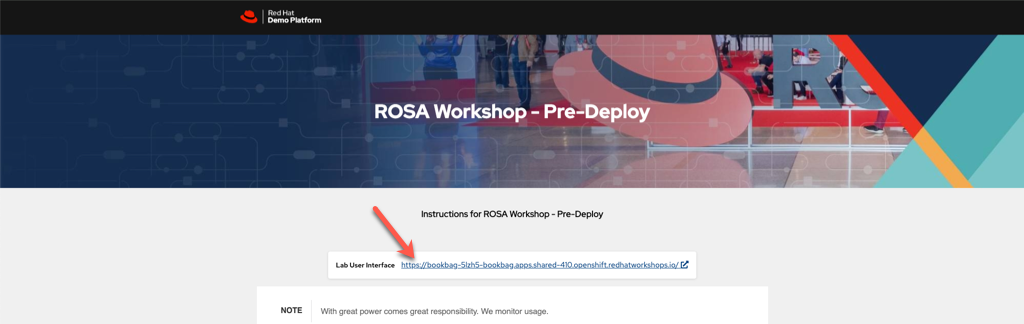 Red Hat
Demo Platform
ROSA Workshop - Pre-Deploy
Instructions for ROSA Workshop - Pre-Deploy
Lab User Interface https://bookbag-5lzh5-bookbag.apps.shared-410.openshift.redhatworkshops.io/
NOTE With great power comes great responsibility. We monitor usage.